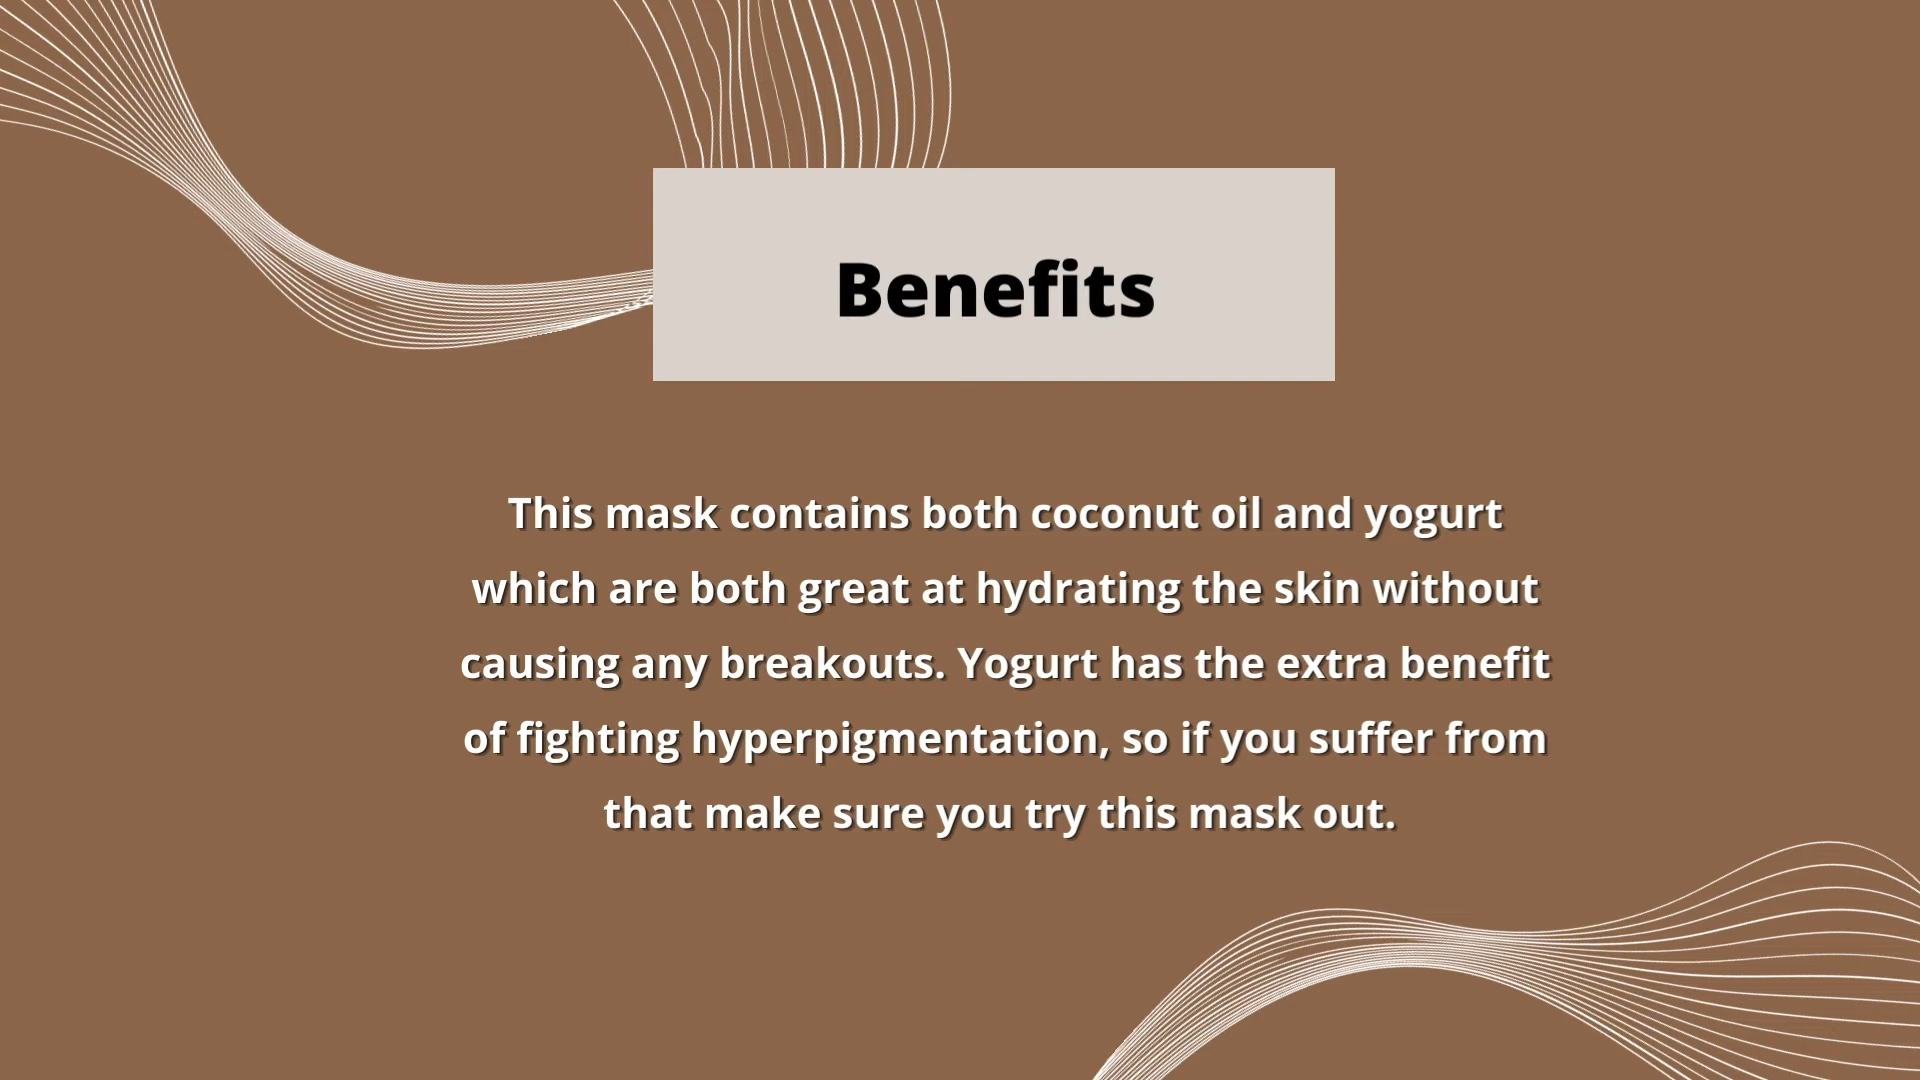 Benefits
This mask contains both coconut oil and yogurt
which are both great at hydrating the skin without
causing any breakouts. Yogurt has the extra benefit
of fighting hyperpigmentation, so if you suffer from
that make sure you try this mask out.